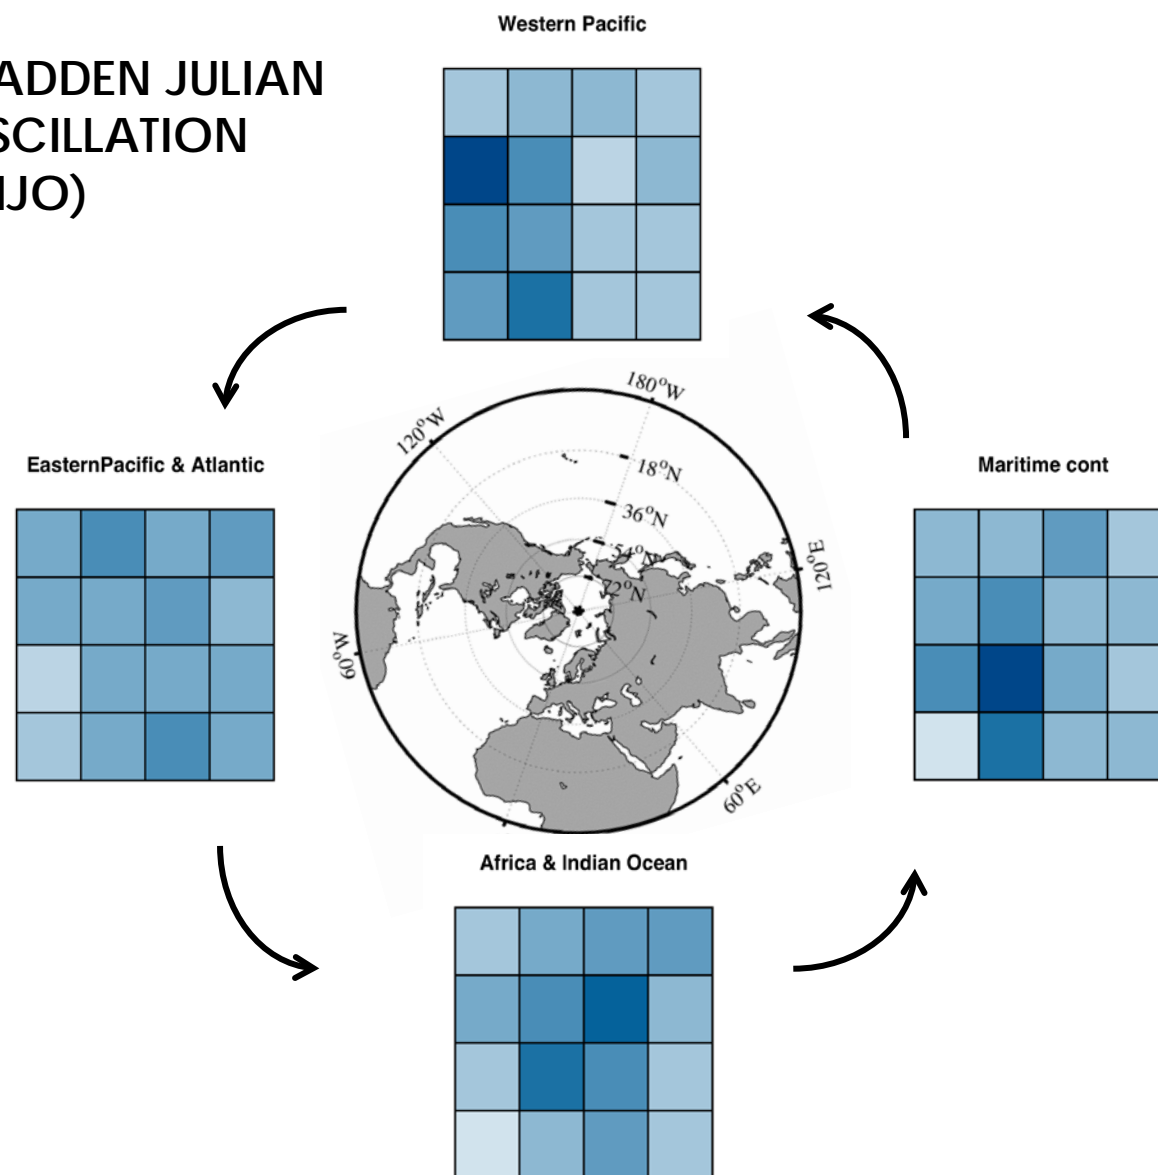 Western Pacific
ADDEN JULIAN
SCILLATION
IJO)
180°W
120°W
18°N
EasternPacific & Atlantic
Maritime cont
36°N
54°N
120°E
72°N
60°W
60°E
Africa & Indian Ocean